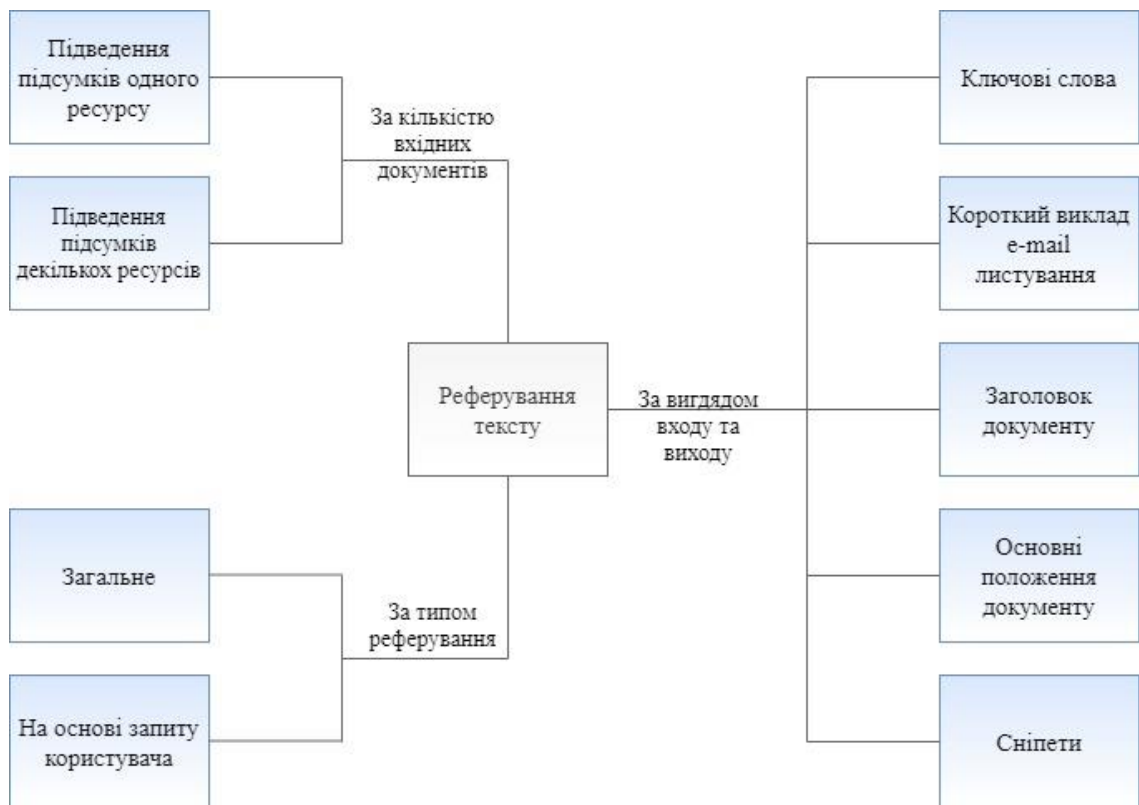 Підведення
підсумків одного
ресурсу
Підведення
підсумків
декількох ресурсів
За кількістю
вхідних
документів
Реферування
тексту
За вигдядом
входу та
виходу
Загальне
На основі запиту
користувача
За типом
реферування
Ключові слова
Короткий виклад
e-mail
листування
Заголовок
документу
Основні
положення
документу
Сніпети